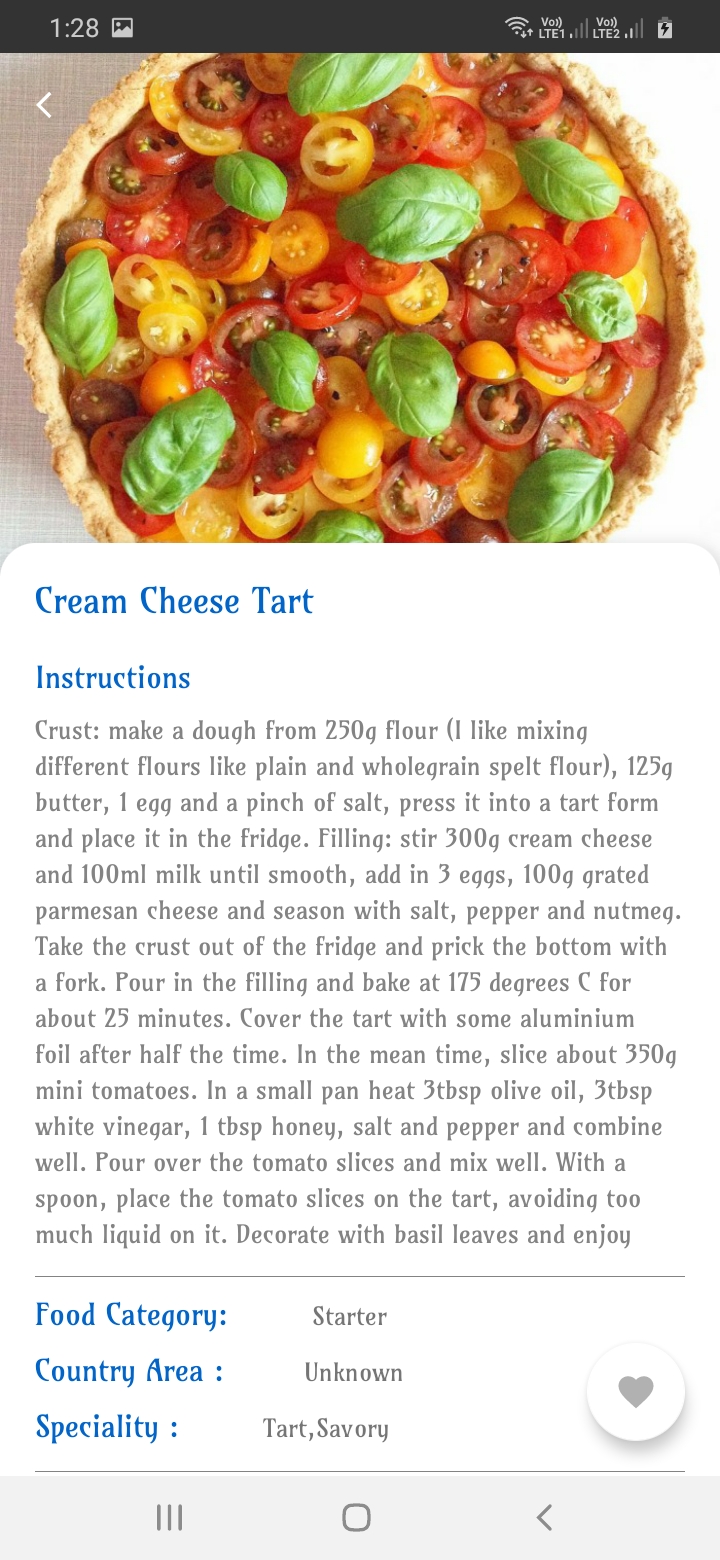 1:28
Vo)) LTE1 Vo)) LTE2
Cream Cheese Tart
Instructions
Crust: make a dough from 250g flour (I like mixing
different flours like plain and wholegrain spelt flour), 125g
butter, 1 egg and a pinch of salt, press it into a tart form
and place it in the fridge. Filling: stir 300g cream cheese
and 100ml milk until smooth, add in 3 eggs, 100g grated
parmesan cheese and season with salt, pepper and nutmeg.
Take the crust out of the fridge and prick the bottom with
a fork. Pour in the filling and bake at 175 degrees C for
about 25 minutes. Cover the tart with some aluminium
foil after half the time. In the mean time, slice about 350g
mini tomatoes. In a small pan heat 3tbsp olive oil, 3tbsp
white vinegar, 1 tbsp honey, salt and pepper and combine
well. Pour over the tomato slices and mix well. With a
spoon, place the tomato slices on the tart, avoiding too
much liquid on it. Decorate with basil leaves and enjoy
Food Category: Starter
Country Area : Unknown
Speciality : Tart,Savory